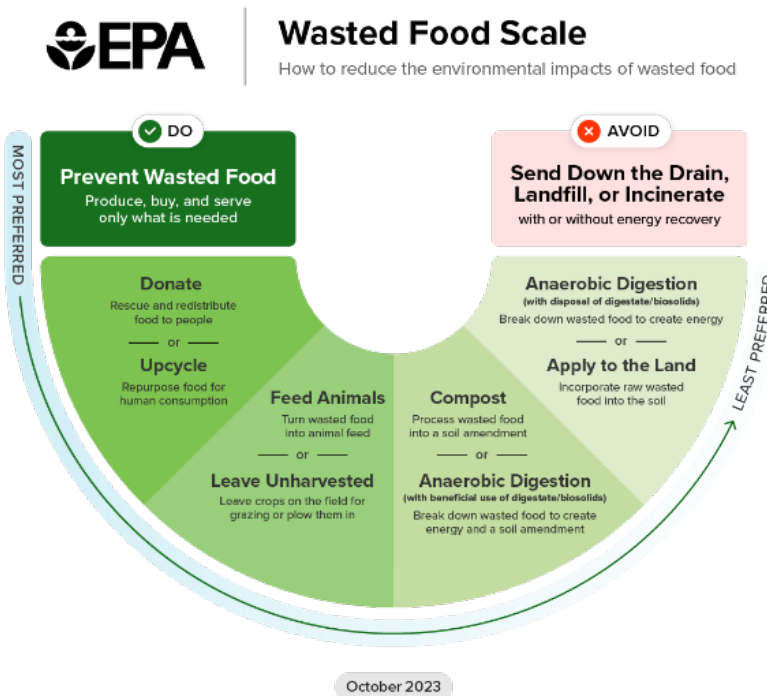 EPA
Wasted Food Scale
How to reduce the environmental impacts of wasted food
DO
Prevent Wasted Food
Produce, buy, and serve
only what is needed
AVOID
Send Down the Drain,
Landfill, or Incinerate
with or without energy recovery
MOST PREFERRED
Donate
Rescue and redistribute
food to people
or
Upcycle
Repurpose food for
human consumption
Feed Animals
Turn wasted food
into animal feed
or
Leave Unharvested
Leave crops on the field for
grazing or plow them in
Compost
Process wasted food
into a soil amendment
or
Anaerobic Digestion
(with beneficial use of digestate/biosolids)
Break down wasted food to create
energy and a soil amendment
Anaerobic Digestion
(with disposal of digestate/biosolids)
Break down wasted food to create energy
or
Apply to the Land
Incorporate raw wasted
food into the soil
LEAST PREFERRED
October 2023